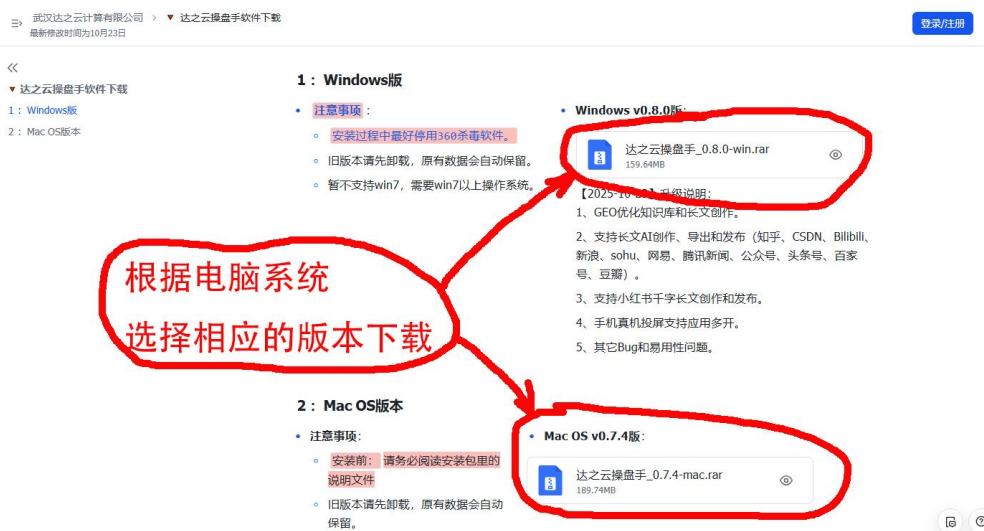 武汉达之云计算有限公司 > 达之云操盘手软件下载
最新修改时间为10月23日
登录/注册
达之云操盘手软件下载
1： Windows版
2： Mac OS版本
1： Windows版
注意事项：
安装过程中最好停用360杀毒软件。
旧版本请先卸载，原有数据会自动保留。
暂不支持win7，需要win7以上操作系统。
Windows v0.8.0版:
达之云操盘手_0.8.0-win.rar
159.64MB
升级说明：
1、GEO优化知识库和长文创作。
2、支持长文AI创作、导出和发布（知乎、CSDN、Bilibili、
新浪、sohu、网易、腾讯新闻、公众号、头条号、百家
号、豆瓣）。
3、支持小红书千字长文创作和发布。
4、手机真机投屏支持应用多开。
5、其它Bug和易用性问题。
根据电脑系统
选择相应的版本下载
2： Mac OS版本
注意事项：
安装前： 请务必阅读安装包里的
说明文件
旧版本请先卸载，原有数据会自动
保留。
Mac OS v0.7.4版：
达之云操盘手_0.7.4-mac.rar
189.74MB